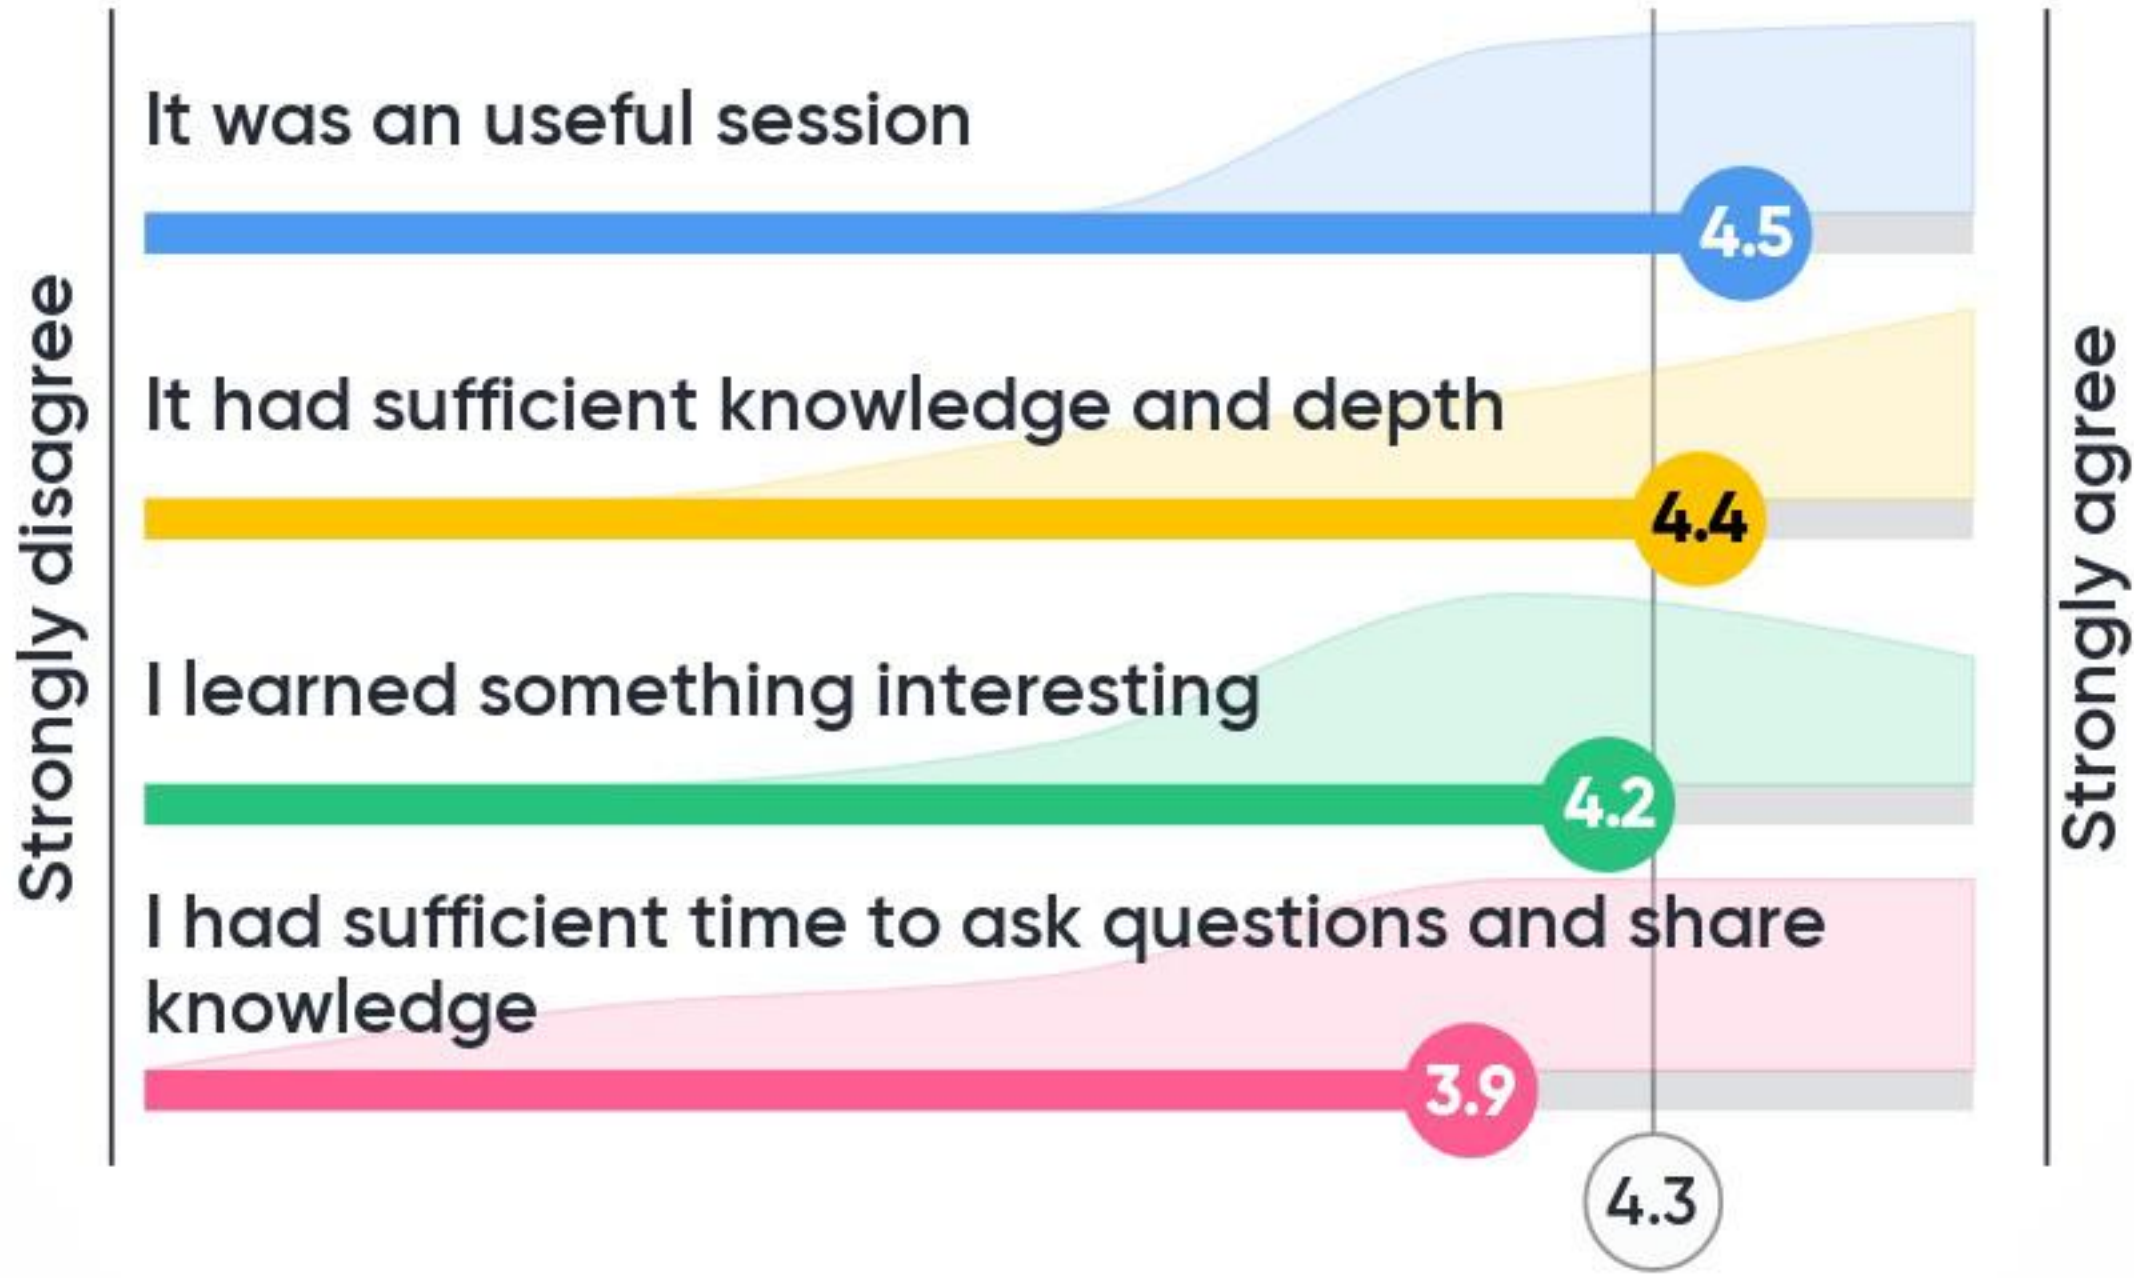 Strongly disagree
It was an useful session
4.5
It had sufficient knowledge and depth
4.4
I learned something interesting
4.2
I had sufficient time to ask questions and share
knowledge
3.9
4.3
Strongly agree